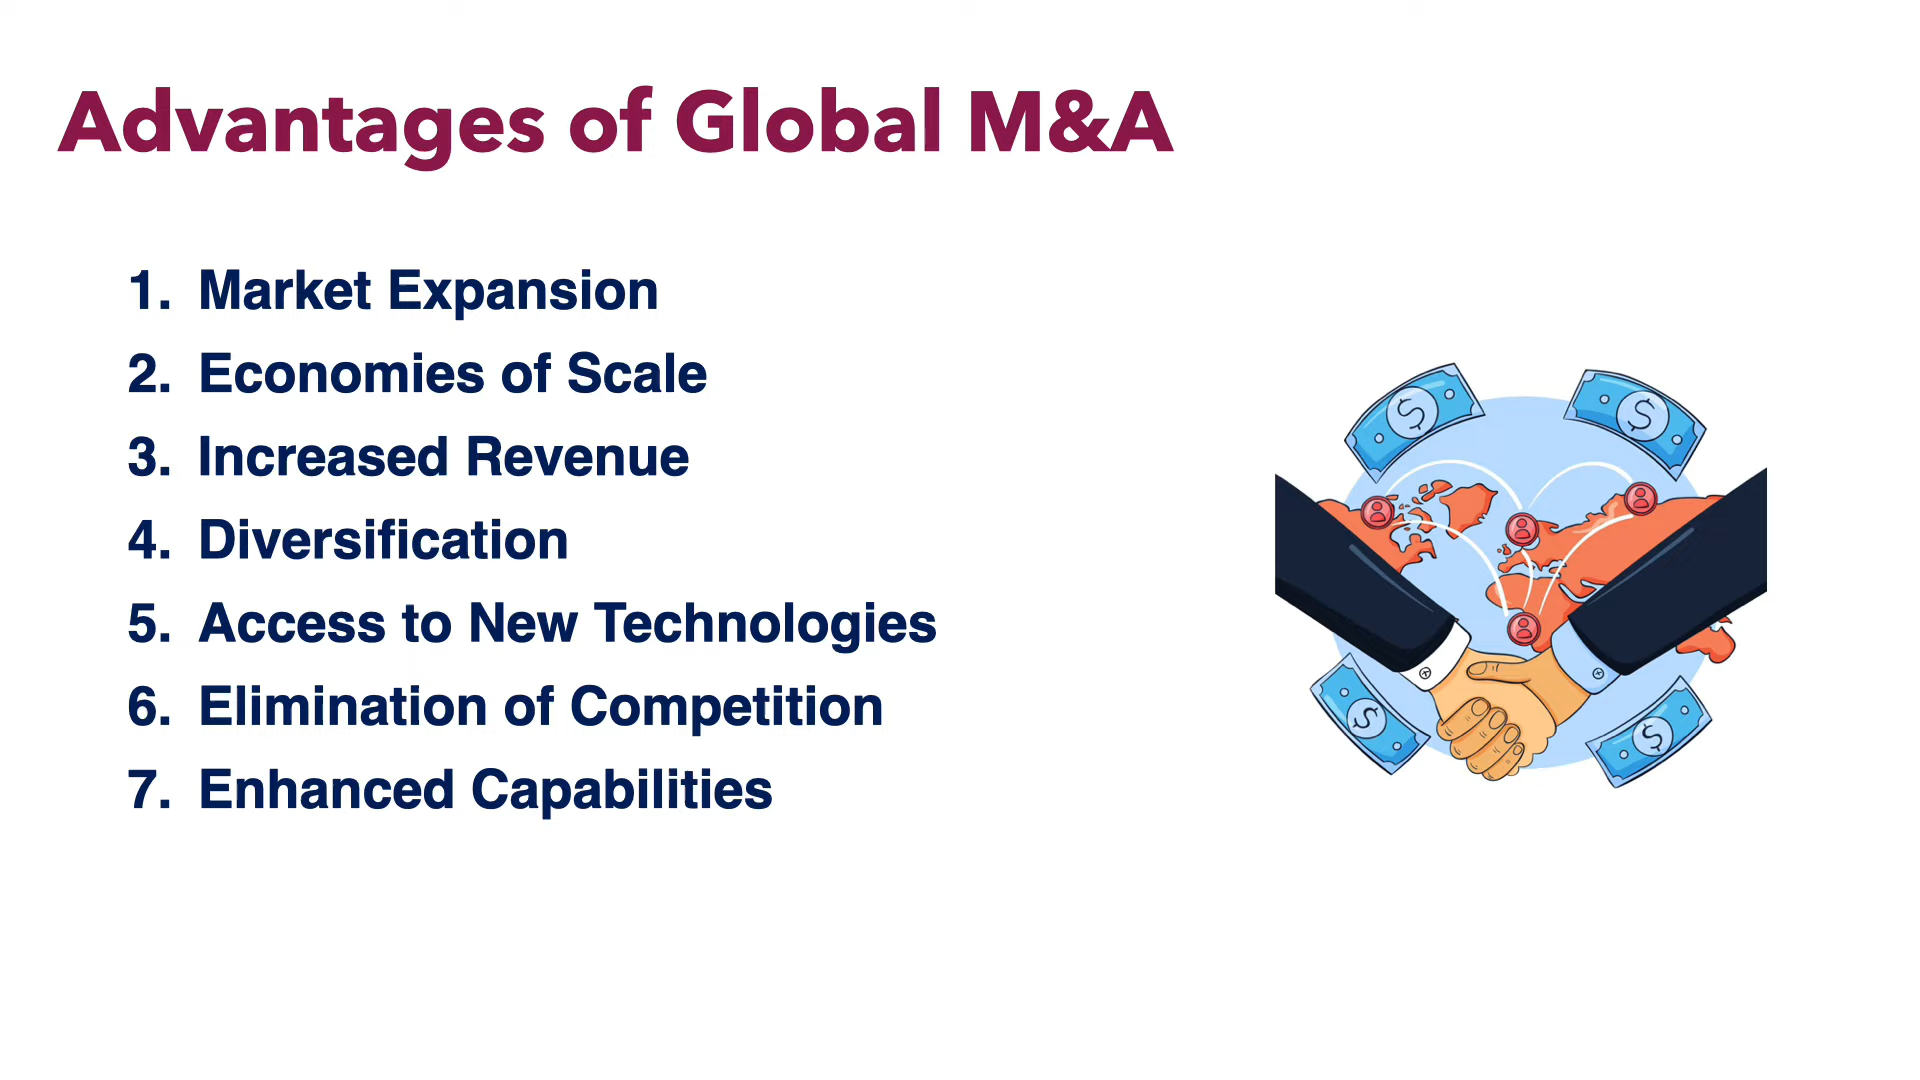 Advantages of Global M&A
1. Market Expansion
2. Economies of Scale
3. Increased Revenue
4. Diversification
5. Access to New Technologies
6. Elimination of Competition
7. Enhanced Capabilities
$
$
$
$